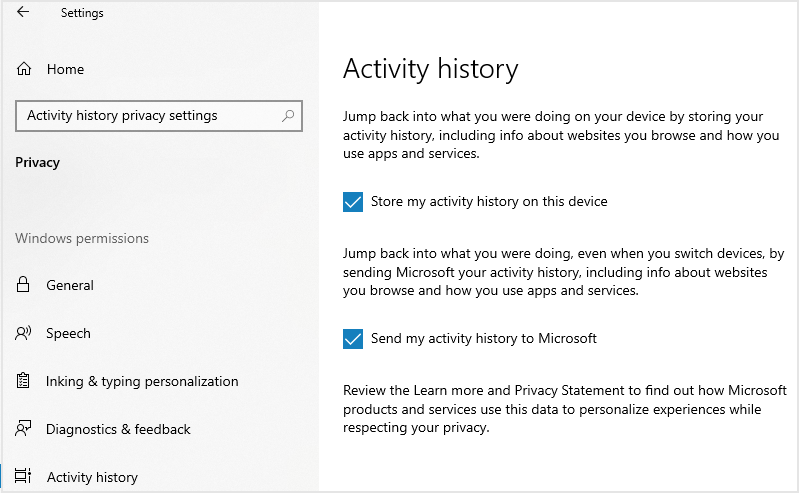 Settings
Home
Activity history privacy settings
Privacy
Windows permissions
General
Speech
Inking & typing personalization
Diagnostics & feedback
Activity history
Activity history
Jump back into what you were doing on your device by storing your
activity history, including info about websites you browse and how you
use apps and services.
Store my activity history on this device
Jump back into what you were doing, even when you switch devices, by
sending Microsoft your activity history, including info about websites
you browse and how you use apps and services.
Send my activity history to Microsoft
Review the Learn more and Privacy Statement to find out how Microsoft
products and services use this data to personalize experiences while
respecting your privacy.